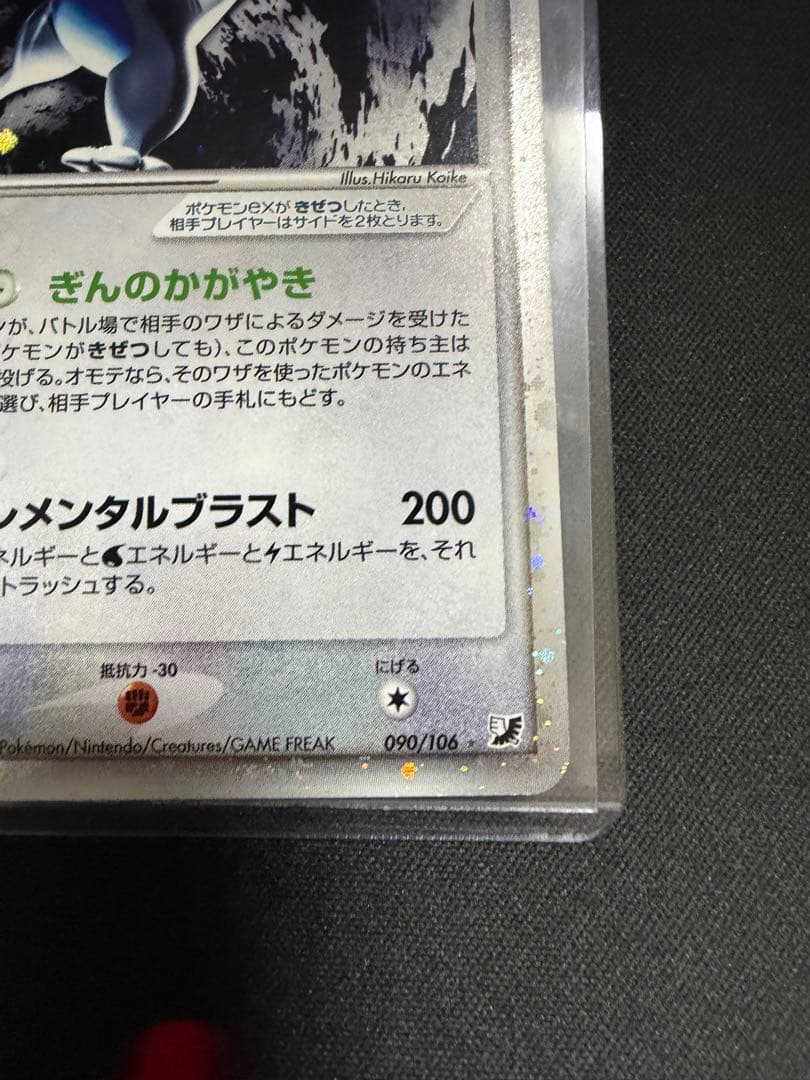 Illus.Hikaru Koike
ポケモンexが きぜつしたとき、
相手プレイヤーはサイドを2枚とります。
ぎんのかがやき
ンが、バトル場で相手のワザによるダメージを受けた
ケモンがきぜつしても)、このポケモンの持ち主は
投げる。オモテなら、そのワザを使ったポケモンのエネ
選び、相手プレイヤーの手札にもどす。
レメンタルブラスト 200
ネルギーと エネルギーと エネルギーを、それ
トラッシュする。
抵抗力 -30 にげる
Pokémon/Nintendo/Creatures/GAME FREAK 090/106